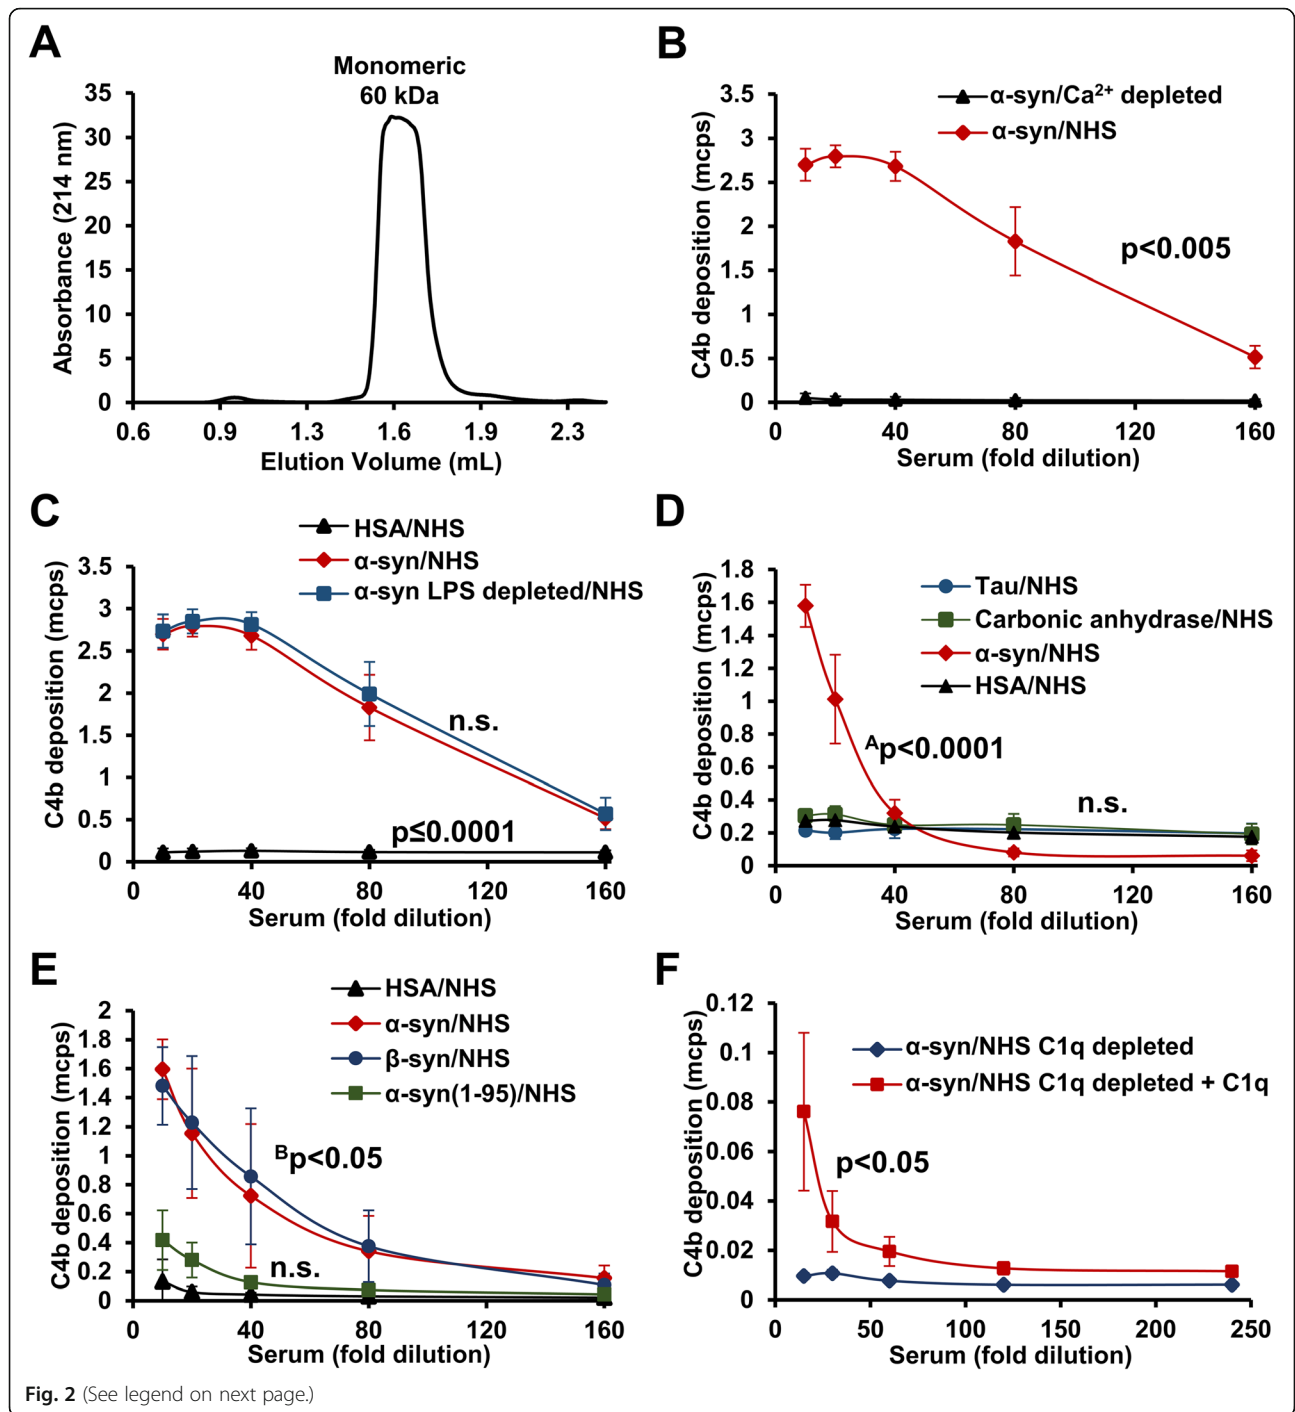 A
Monomeric
60 kDa
35
30
25
20
15
10
5
0
Absorbance (214 nm)
0.6 0.9 1.3 1.6 1.9 2.3
Elution Volume (mL)
B
α-syn/Ca²⁺ depleted
α-syn/NHS
3.5
3
2.5
2
1.5
1
0.5
0
C4b deposition (mcps)
p<0.005
0 40 80 120 160
Serum (fold dilution)
C
HSA/NHS
α-syn/NHS
α-syn LPS depleted/NHS
3.5
3
2.5
2
1.5
1
0.5
0
C4b deposition (mcps)
n.s.
p≤0.0001
0 40 80 120 160
Serum (fold dilution)
D
Tau/NHS
Carbonic anhydrase/NHS
α-syn/NHS
HSA/NHS
1.8
1.6
1.4
1.2
1
0.8
0.6
0.4
0.2
0
C4b deposition (mcps)
ᴬp<0.0001
n.s.
0 40 80 120 160
Serum (fold dilution)
E
HSA/NHS
α-syn/NHS
β-syn/NHS
α-syn(1-95)/NHS
2
1.8
1.6
1.4
1.2
1
0.8
0.6
0.4
0.2
0
C4b deposition (mcps)
ᴮp<0.05
n.s.
0 40 80 120 160
Serum (fold dilution)
F
α-syn/NHS C1q depleted
α-syn/NHS C1q depleted + C1q
0.12
0.1
0.08
0.06
0.04
0.02
0
C4b deposition (mcps)
p<0.05
0 50 100 150 200 250
Serum (fold dilution)
Fig. 2 (See legend on next page.)